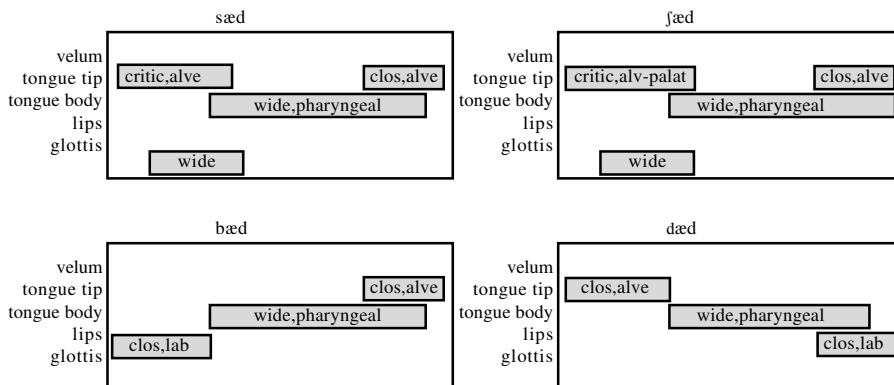 sæd
velum
tongue tip
tongue body
lips
glottis
critic,alve
clos,alve
wide,pharyngeal
wide
ʃæd
velum
tongue tip
tongue body
lips
glottis
critic,alv-palat
clos,alve
wide,pharyngeal
wide
bæd
velum
tongue tip
tongue body
lips
glottis
clos,alve
wide,pharyngeal
clos,lab
dæd
velum
tongue tip
tongue body
lips
glottis
clos,alve
wide,pharyngeal
clos,lab